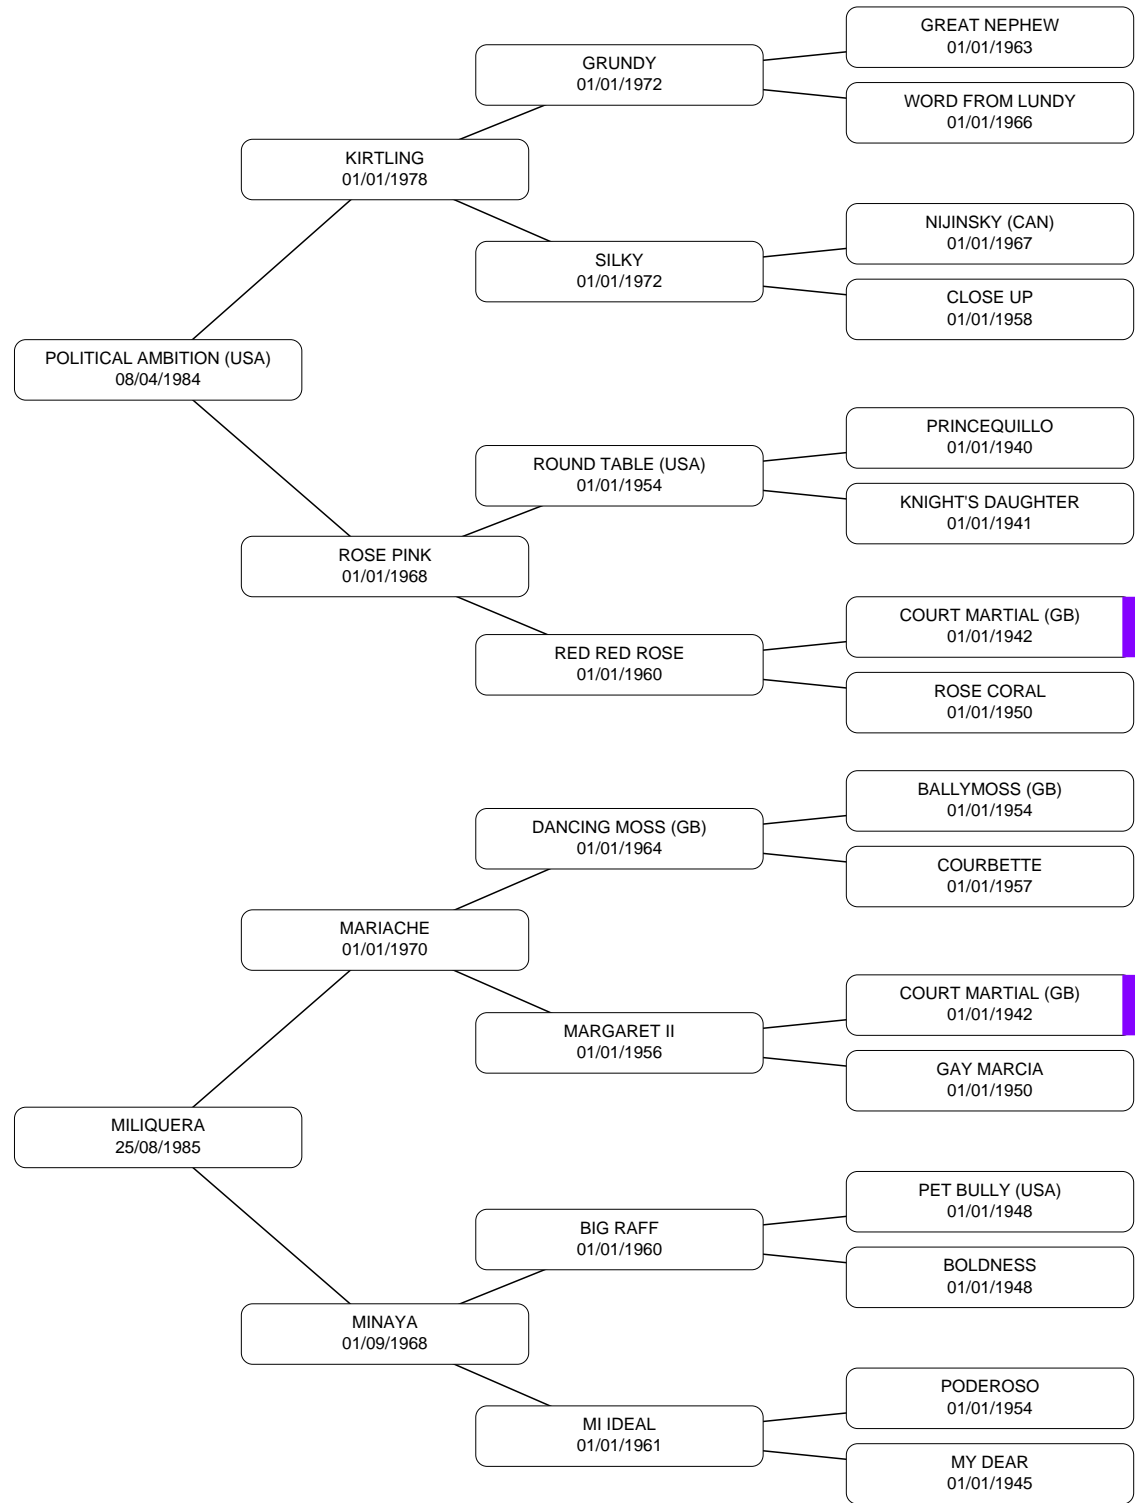 GREAT NEPHEW
01/01/1963
GRUNDY
01/01/1972
WORD FROM LUNDY
01/01/1966
KIRTLING
01/01/1978
NIJINSKY (CAN)
01/01/1967
SILKY
01/01/1972
CLOSE UP
01/01/1958
POLITICAL AMBITION (USA)
08/04/1984
PRINCEQUILLO
01/01/1940
ROUND TABLE (USA)
01/01/1954
KNIGHT'S DAUGHTER
01/01/1941
ROSE PINK
01/01/1968
COURT MARTIAL (GB)
01/01/1942
RED RED ROSE
01/01/1960
ROSE CORAL
01/01/1950
BALLYMOSS (GB)
01/01/1954
DANCING MOSS (GB)
01/01/1964
COURBETTE
01/01/1957
MARIACHE
01/01/1970
COURT MARTIAL (GB)
01/01/1942
MARGARET II
01/01/1956
GAY MARCIA
01/01/1950
MILIQUERA
25/08/1985
PET BULLY (USA)
01/01/1948
BIG RAFF
01/01/1960
BOLDNESS
01/01/1948
MINAYA
01/09/1968
PODEROSO
01/01/1954
MI IDEAL
01/01/1961
MY DEAR
01/01/1945